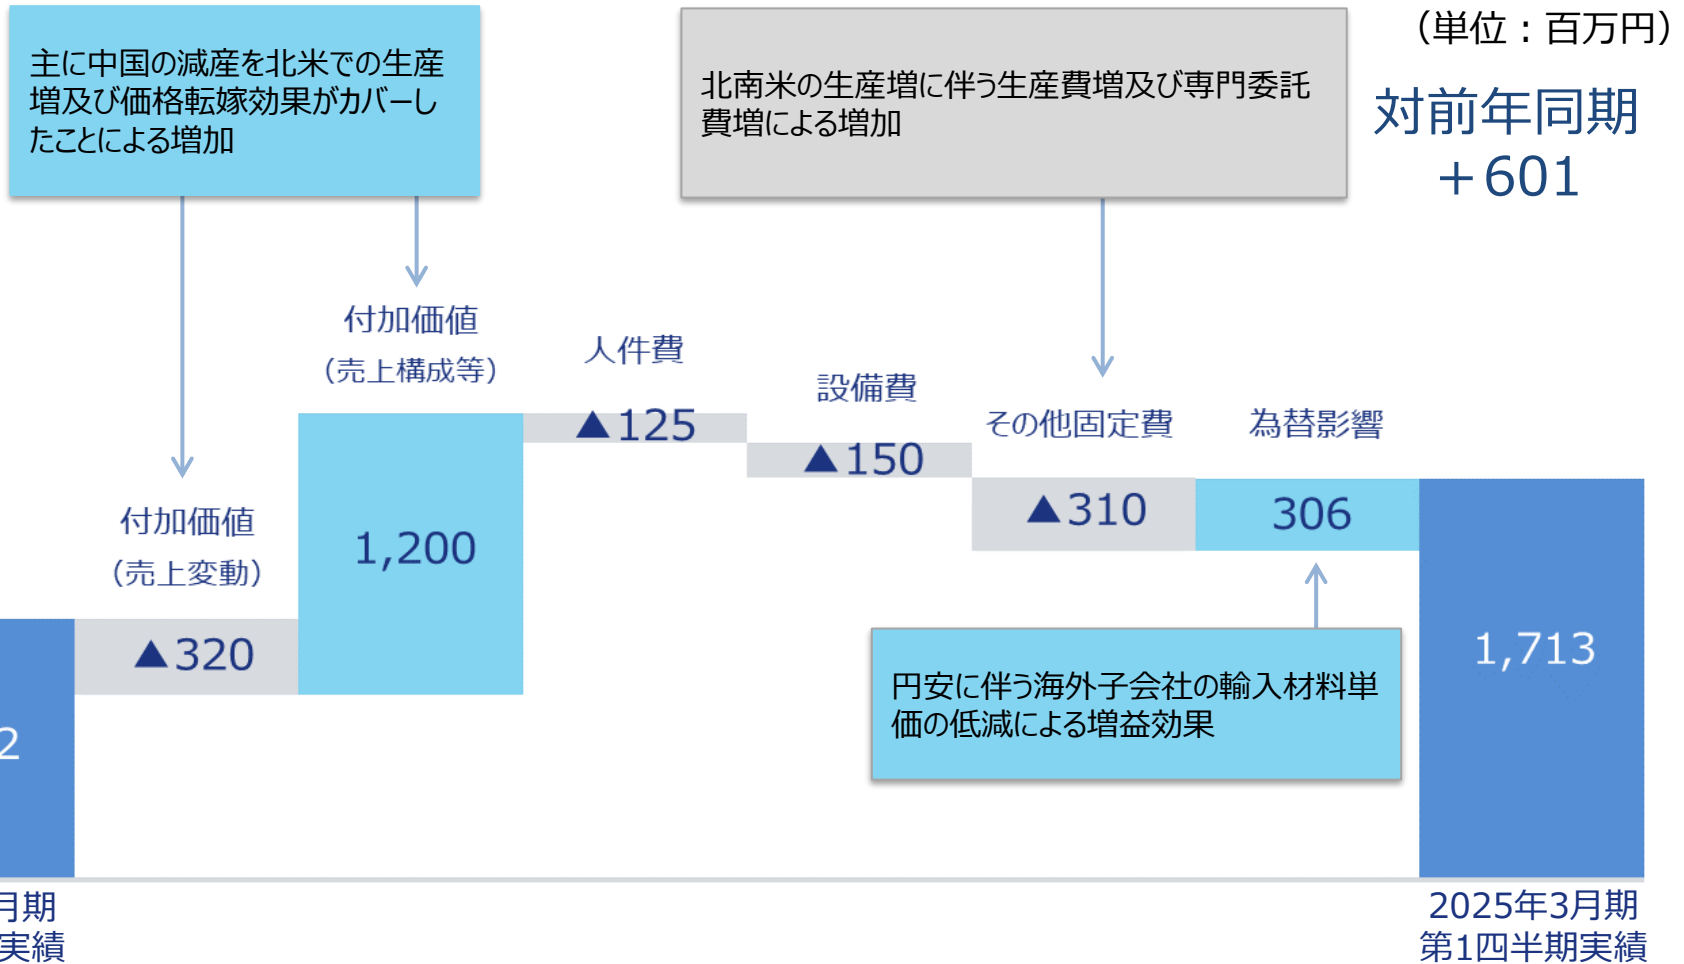 （単位：百万円）
対前年同期
＋601
主に中国の減産を北米での生産
増及び価格転嫁効果がカバーし
たことによる増加
北南米の生産増に伴う生産費増及び専門委託
費増による増加
付加価値
（売上構成等）
人件費
設備費
その他固定費
為替影響
付加価値
（売上変動）
▲320
1,200
▲125
▲150
▲310
306
1,713
2
円安に伴う海外子会社の輸入材料単
価の低減による増益効果
月期
実績
2025年3月期
第1四半期実績